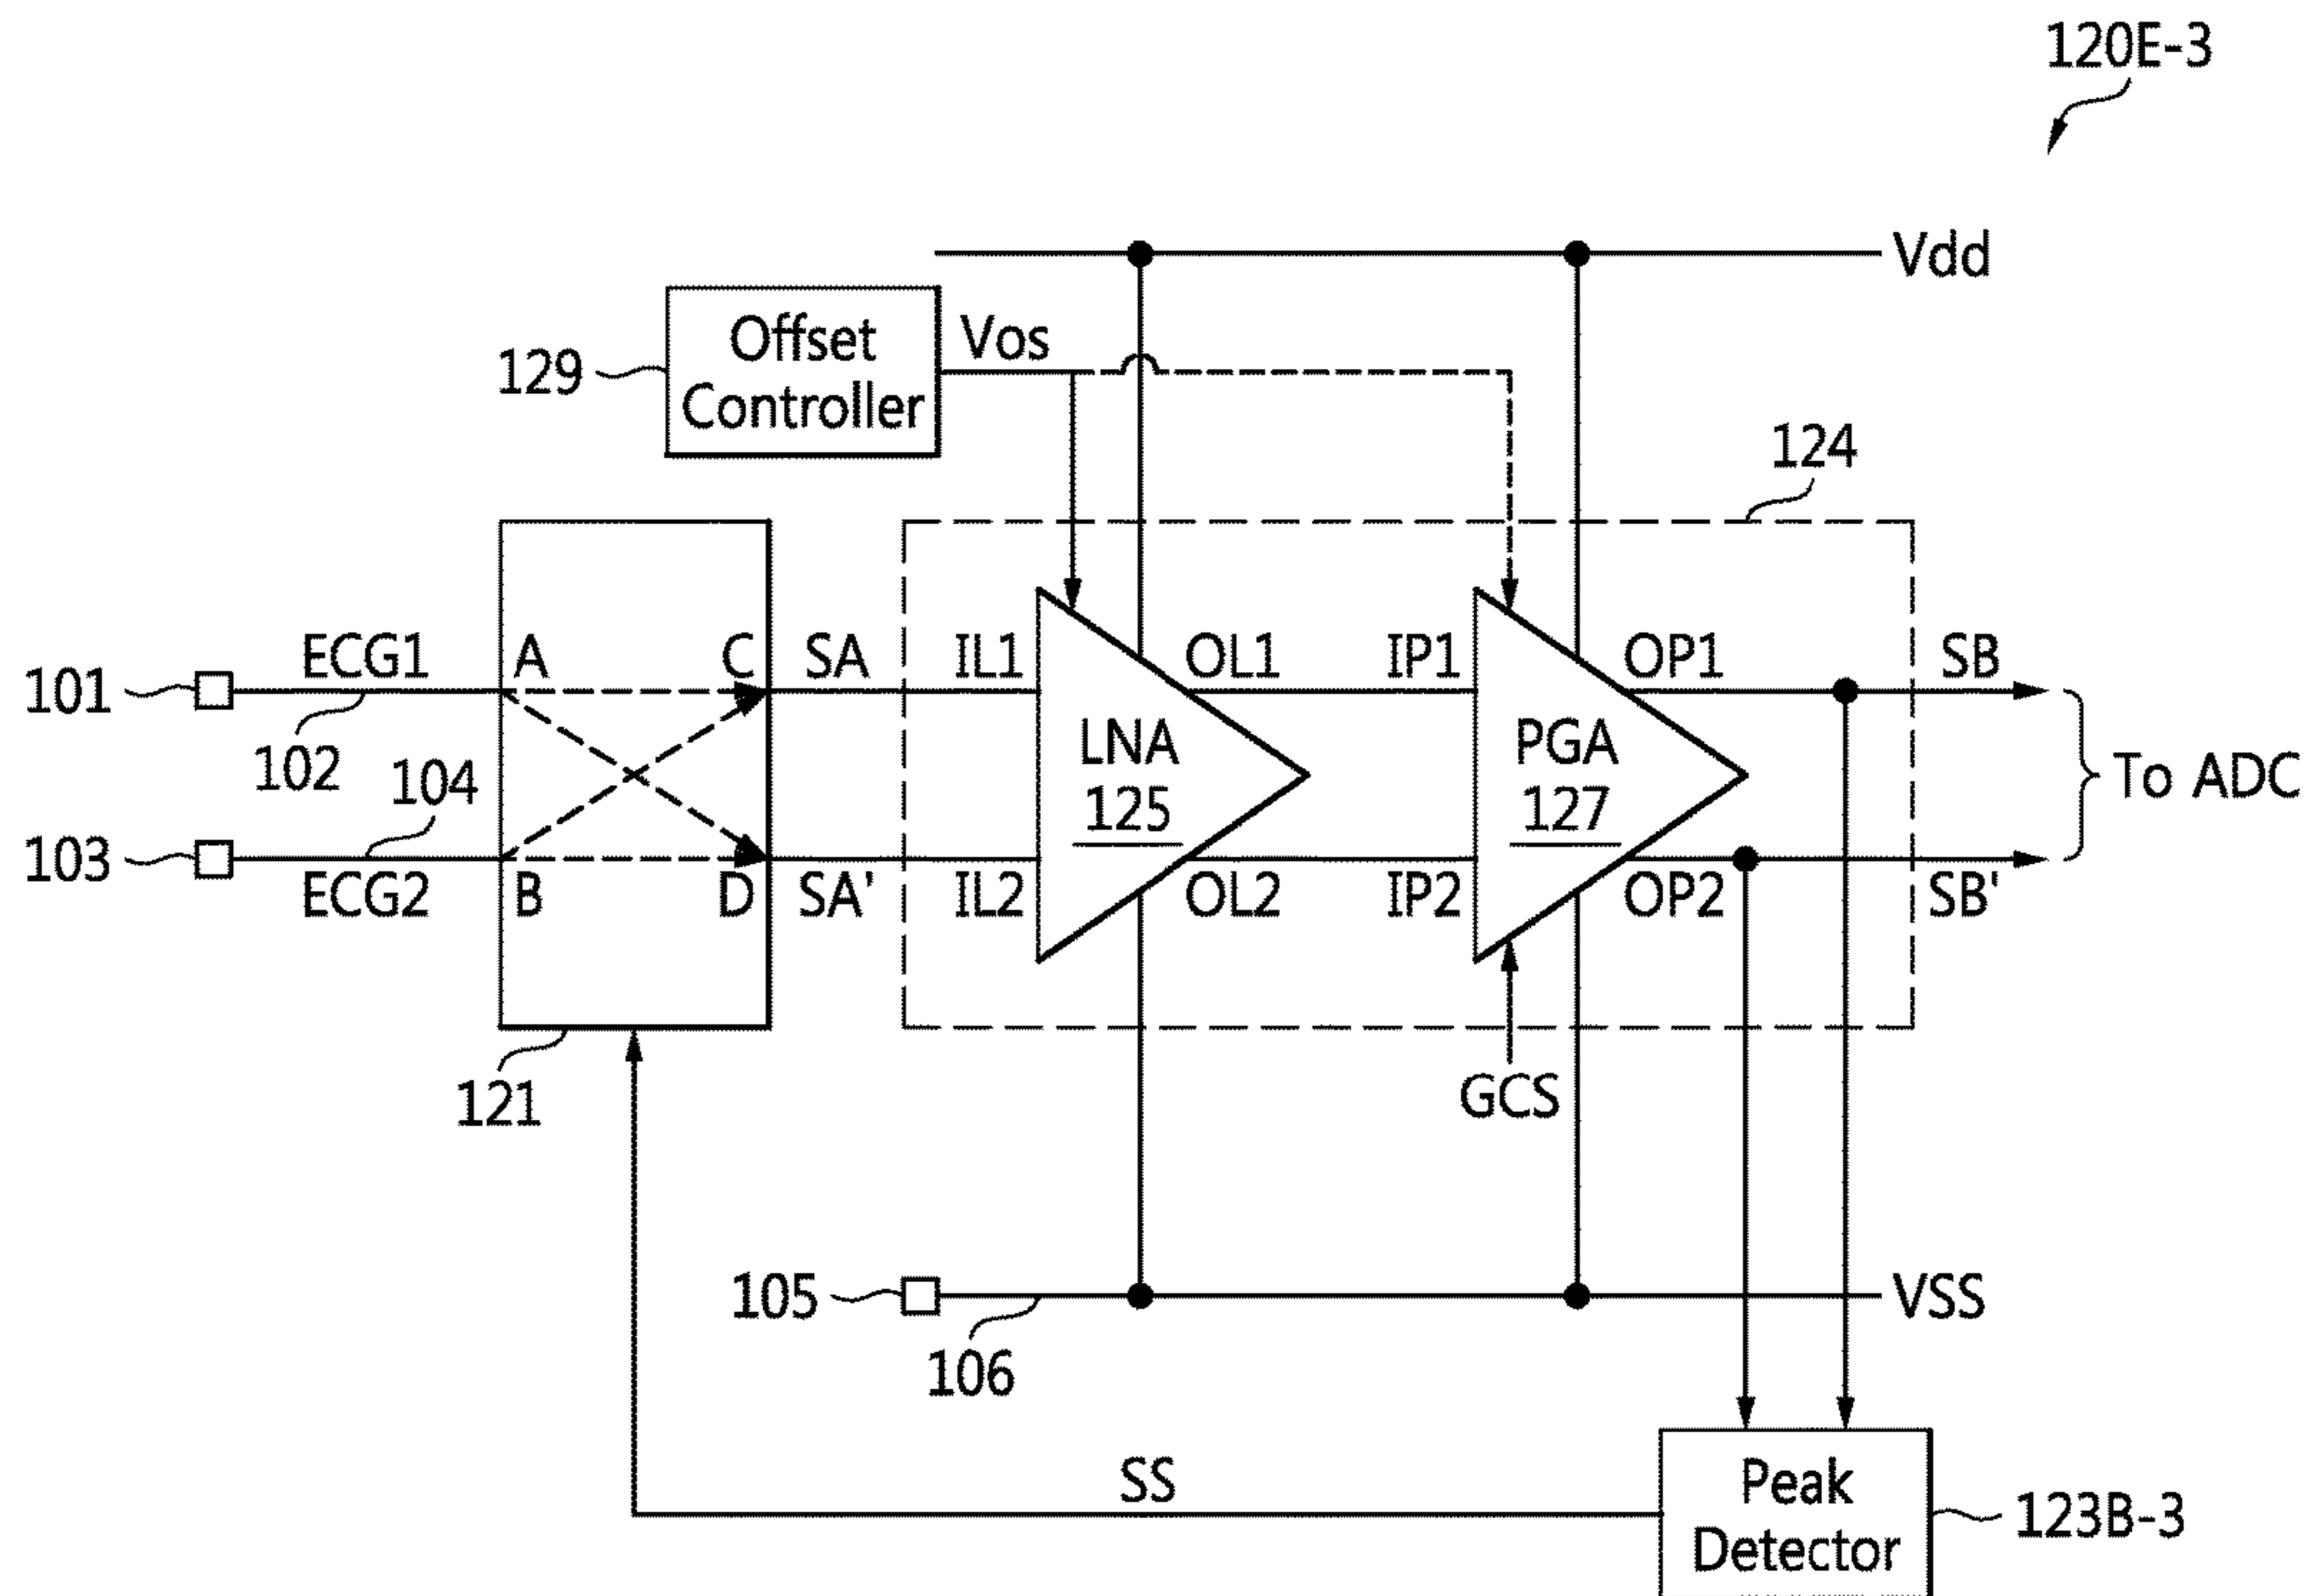 120E-3
Vdd
Offset
Controller
Vos
129
124
ECG1
A
C
SA
IL1
OL1
IP1
OP1
SB
101
102
104
LNA
125
PGA
127
To ADC
103
ECG2
B
D
SA'
IL2
OL2
IP2
OP2
SB'
121
GCS
105
VSS
106
SS
Peak
Detector
123B-3